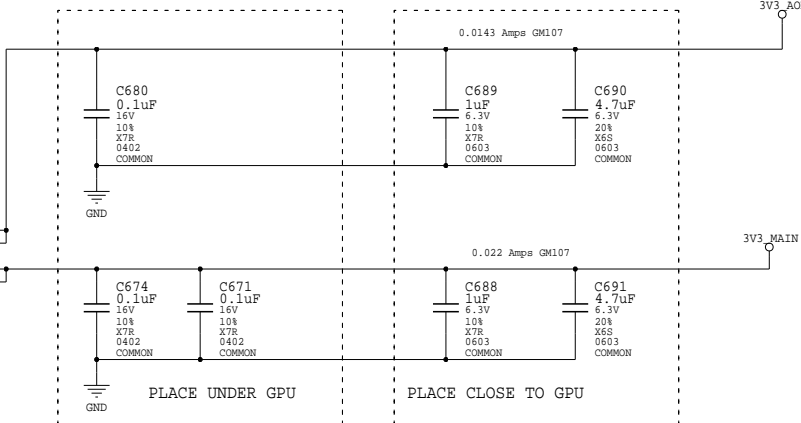 3V3_AO
0.0143 Amps GM107
C680
0.1uF
16V
10%
X7R
0402
COMMON
C689
1uF
6.3V
10%
X7R
0603
COMMON
C690
4.7uF
6.3V
20%
X6S
0603
COMMON
GND
3V3_MAIN
0.022 Amps GM107
C674
0.1uF
16V
10%
X7R
0402
COMMON
C671
0.1uF
16V
10%
X7R
0402
COMMON
C688
1uF
6.3V
10%
X7R
0603
COMMON
C691
4.7uF
6.3V
20%
X6S
0603
COMMON
GND
PLACE UNDER GPU
PLACE CLOSE TO GPU